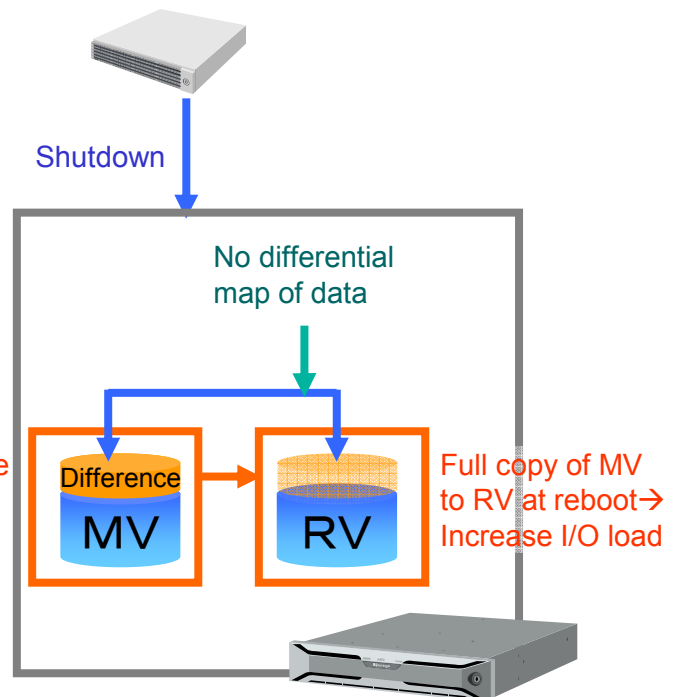 Shutdown
No differential
map of data
e
Difference
MV
RV
Full copy of MV
to RV at reboot→
Increase I/O load